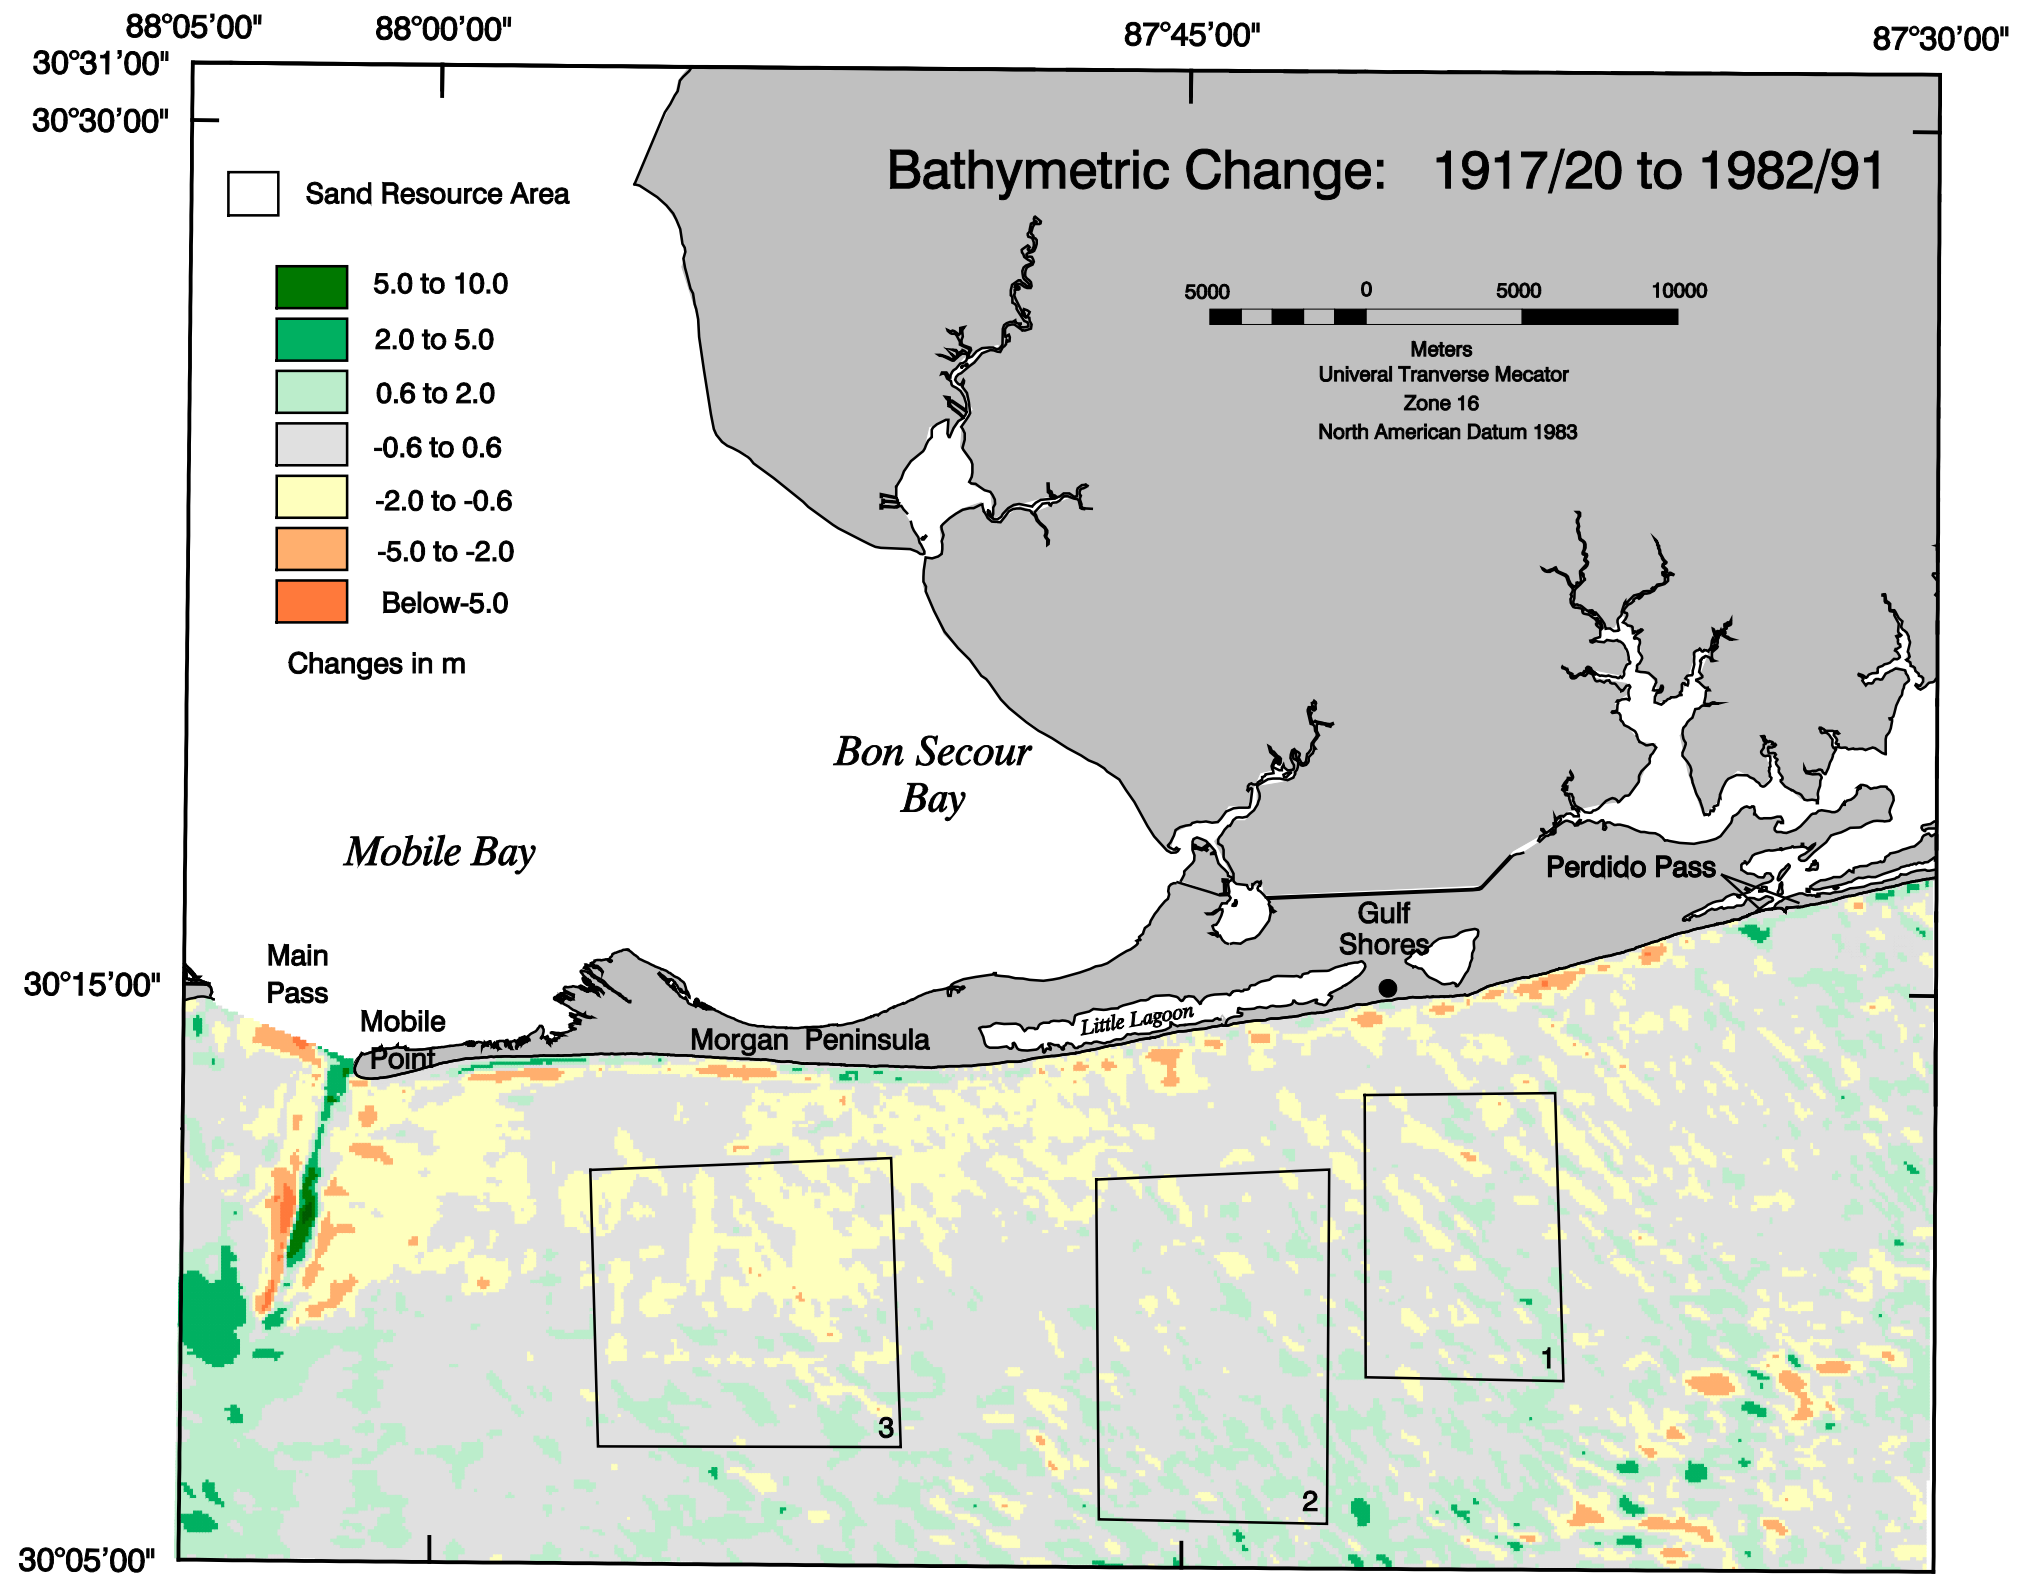 88°05'00" 88°00'00" 87°45'00" 87°30'00"
30°31'00"
30°30'00"
Bathymetric Change: 1917/20 to 1982/91
Sand Resource Area
5.0 to 10.0
2.0 to 5.0
0.6 to 2.0
-0.6 to 0.6
-2.0 to -0.6
-5.0 to -2.0
Below-5.0
Changes in m
5000 0 5000 10000
Meters
Univeral Tranverse Mecator
Zone 16
North American Datum 1983
Bon Secour
Bay
Mobile Bay
Perdido Pass
Gulf
Shores
Main
Pass
30°15'00"
Mobile
Point
Morgan Peninsula
Little Lagoon
1
3
2
30°05'00"